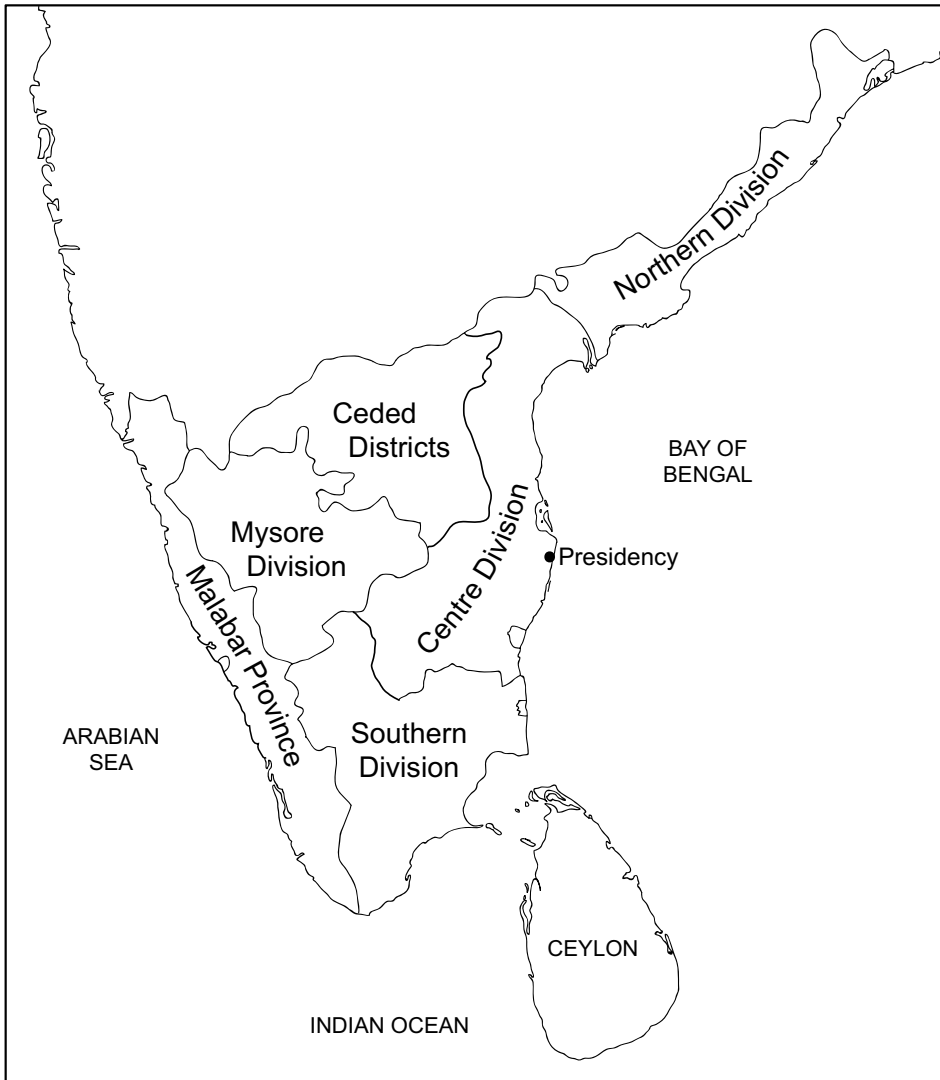 Northern Division
Ceded
Districts
BAY OF
BENGAL
Mysore
Division
Centre Division
Presidency
Malabar Province
Southern
Division
ARABIAN
SEA
CEYLON
INDIAN OCEAN